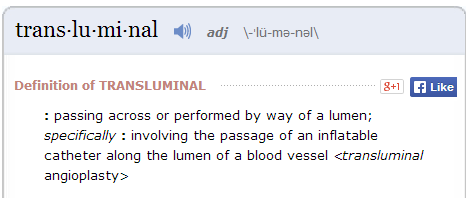 trans·lu·mi·nal adj \-ˈlü-mə-nəl\
Definition of TRANSLUMINAL g+1 Like
: passing across or performed by way of a lumen;
specifically : involving the passage of an inflatable
catheter along the lumen of a blood vessel <transluminal
angioplasty>